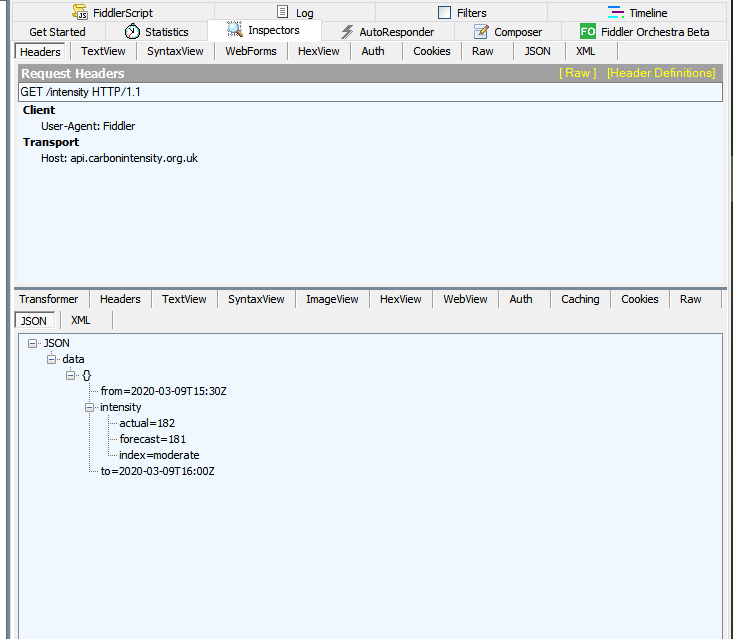 FiddlerScript Log Filters Timeline
Get Started Statistics Inspectors AutoResponder Composer FO Fiddler Orchestra Beta
Headers TextView SyntaxView WebForms HexView Auth Cookies Raw JSON XML
Request Headers [ Raw ] [Header Definitions]
GET /intensity HTTP/1.1
Client
User-Agent: Fiddler
Transport
Host: api.carbonintensity.org.uk
Transformer Headers TextView SyntaxView ImageView HexView WebView Auth Caching Cookies Raw
JSON XML
JSON
data
{}
from=2020-03-09T15:30Z
intensity
actual=182
forecast=181
index=moderate
to=2020-03-09T16:00Z